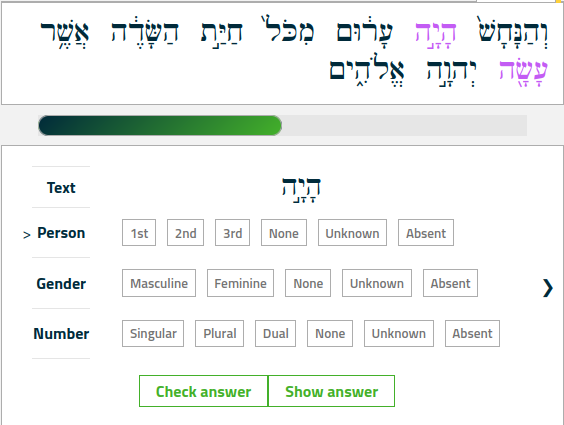 וְהַנָּחָשׁ֙ הָיָ֣ה עָר֔וּם מִכֹּל֙ חַיַּ֣ת הַשָּׂדֶ֔ה אֲשֶׁ֥ר
עָשָׂ֖ה יְהוָ֣ה אֱלֹהִ֑ים
Text הָיָ֣ה
> Person 1st 2nd 3rd None Unknown Absent
Gender Masculine Feminine None Unknown Absent ❯
Number Singular Plural Dual None Unknown Absent
Check answer Show answer